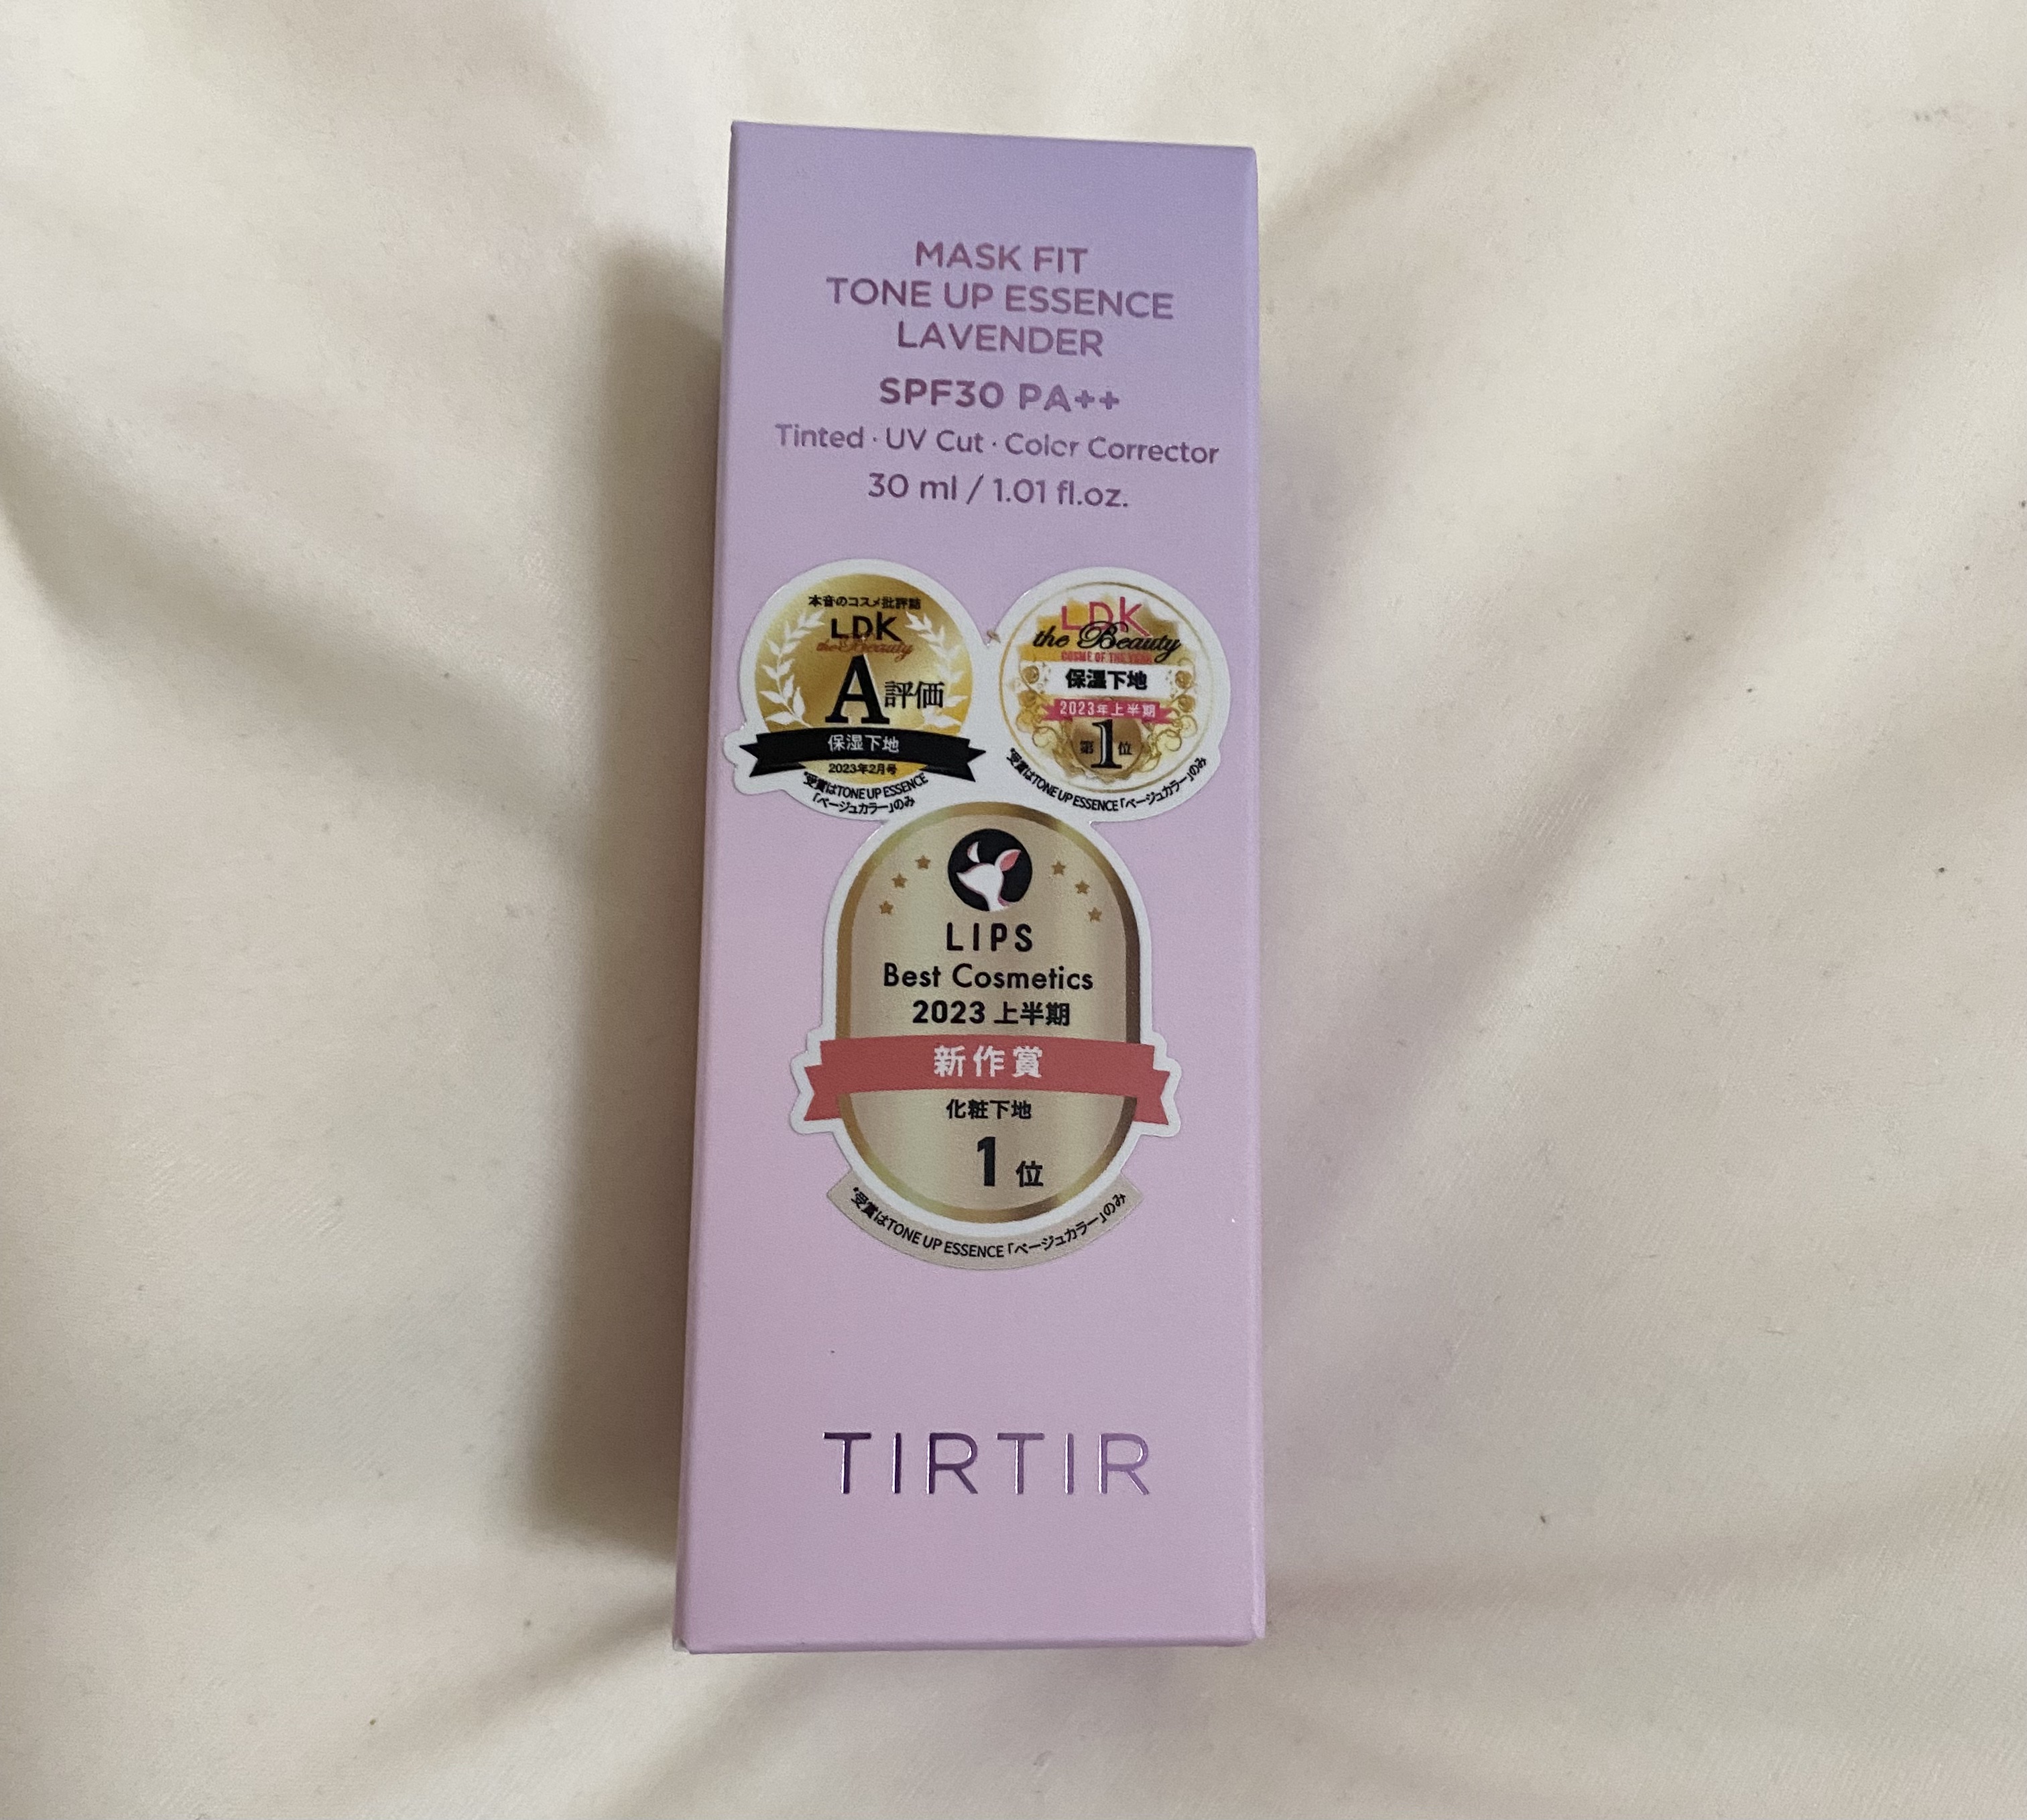 MASK FIT
TONE UP ESSENCE
LAVENDER
SPF30 PA++
Tinted · UV Cut · Color Corrector
30 ml / 1.01 fl.oz.
本音のコスメ批評誌
LDK
the Beauty
A評価
保湿下地
2023年2月号
*受賞はTONE UP ESSENCE
「ベージュカラー」のみ
LDK
the Beauty
COSME OF THE YEAR
保湿下地
2023年上半期
第1位
*受賞はTONE UP ESSENCE「ベージュカラー」のみ
LIPS
Best Cosmetics
2023 上半期
新作賞
化粧下地
1位
*受賞はTONE UP ESSENCE「ベージュカラー」のみ
TIRTIR